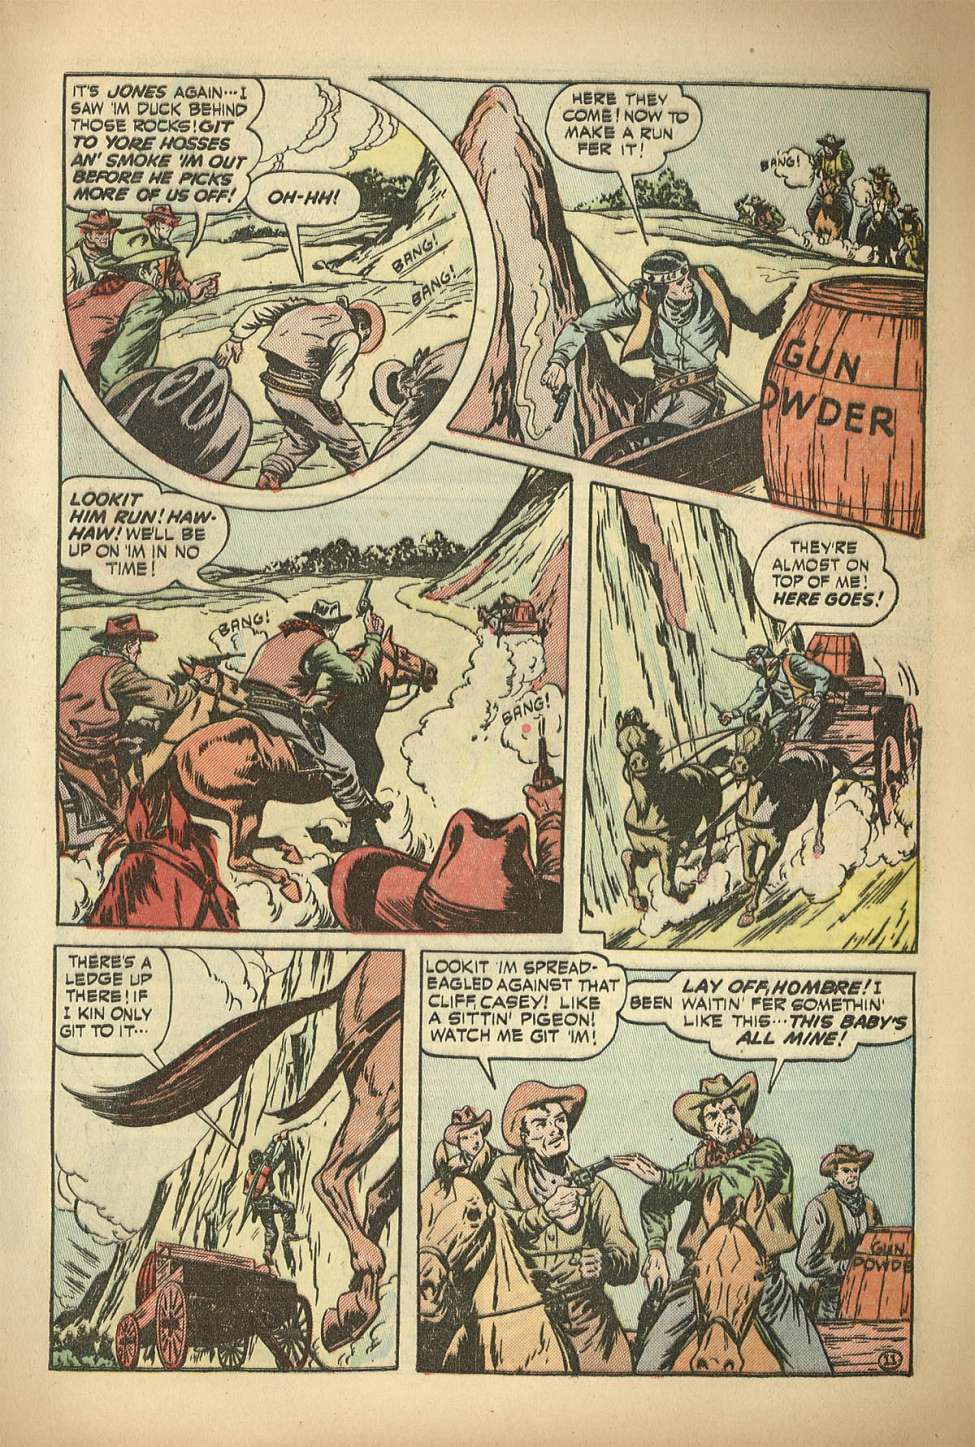 IT'S JONES AGAIN---I
SAW 'IM DUCK BEHIND
THOSE ROCKS! GIT
TO YORE HOSSES
AN' SMOKE 'IM OUT
BEFORE HE PICKS
MORE OF US OFF!
OH-HH!
BANG!
BANG!
HERE THEY
COME! NOW TO
MAKE A RUN
FER IT!
BANG!
GUN
POWDER
LOOKIT
HIM RUN! HAW-
HAW! WE'LL BE
UP ON 'IM IN NO
TIME!
BANG!
BANG!
THEY'RE
ALMOST ON
TOP OF ME!
HERE GOES!
THERE'S A
LEDGE UP
THERE! IF
I KIN ONLY
GIT TO IT---
LOOKIT 'IM SPREAD-
EAGLED AGAINST THAT
CLIFF, CASEY! LIKE
A SITTIN' PIGEON!
WATCH ME GIT 'IM!
LAY OFF, HOMBRE! I
BEEN WAITIN' FER SOMETHIN'
LIKE THIS---THIS BABY'S
ALL MINE!
GUN
POWDE
11